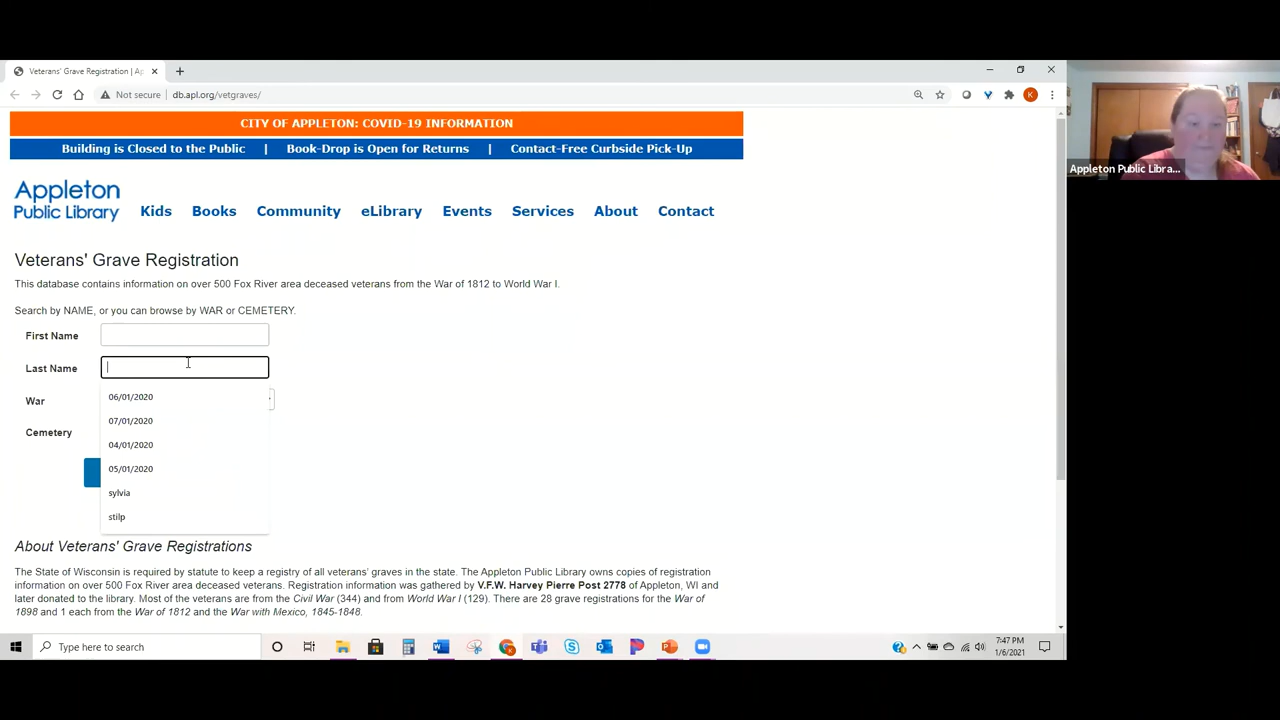 Veterans' Grave Registration | Ap
Not secure
db.apl.org/vetgraves/
K
CITY OF APPLETON: COVID-19 INFORMATION
Building is Closed to the Public | Book-Drop is Open for Returns | Contact-Free Curbside Pick-Up
Appleton
Public Library
Kids Books Community eLibrary Events Services About Contact
Appleton Public Libra...
Veterans' Grave Registration
This database contains information on over 500 Fox River area deceased veterans from the War of 1812 to World War I.
Search by NAME, or you can browse by WAR or CEMETERY.
First Name
Last Name
War
Cemetery
06/01/2020
07/01/2020
04/01/2020
05/01/2020
sylvia
stilp
About Veterans' Grave Registrations
The State of Wisconsin is required by statute to keep a registry of all veterans' graves in the state. The Appleton Public Library owns copies of registration
information on over 500 Fox River area deceased veterans. Registration information was gathered by V.F.W. Harvey Pierre Post 2778 of Appleton, WI and
later donated to the library. Most of the veterans are from the Civil War (344) and from World War I (129). There are 28 grave registrations for the War of
1898 and 1 each from the War of 1812 and the War with Mexico, 1845-1848.
Type here to search
7:47 PM
1/6/2021